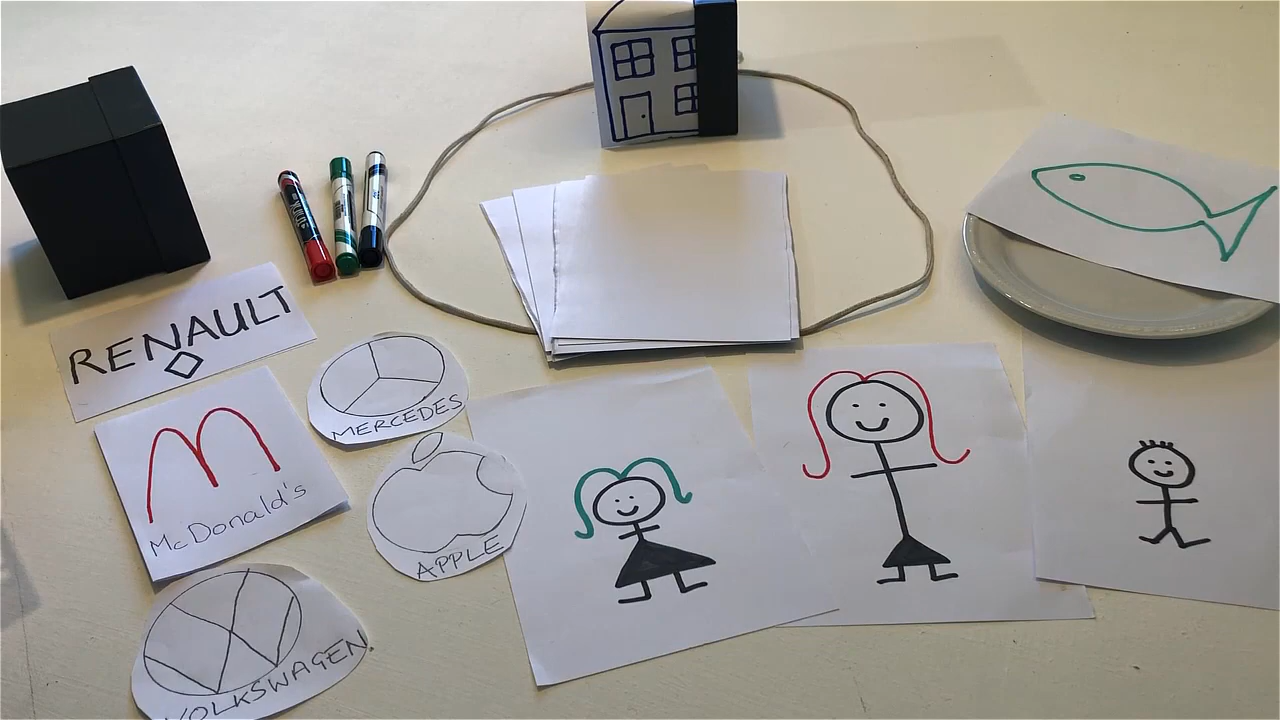 RENAULT
MERCEDES
McDonald's
APPLE
VOLKSWAGEN